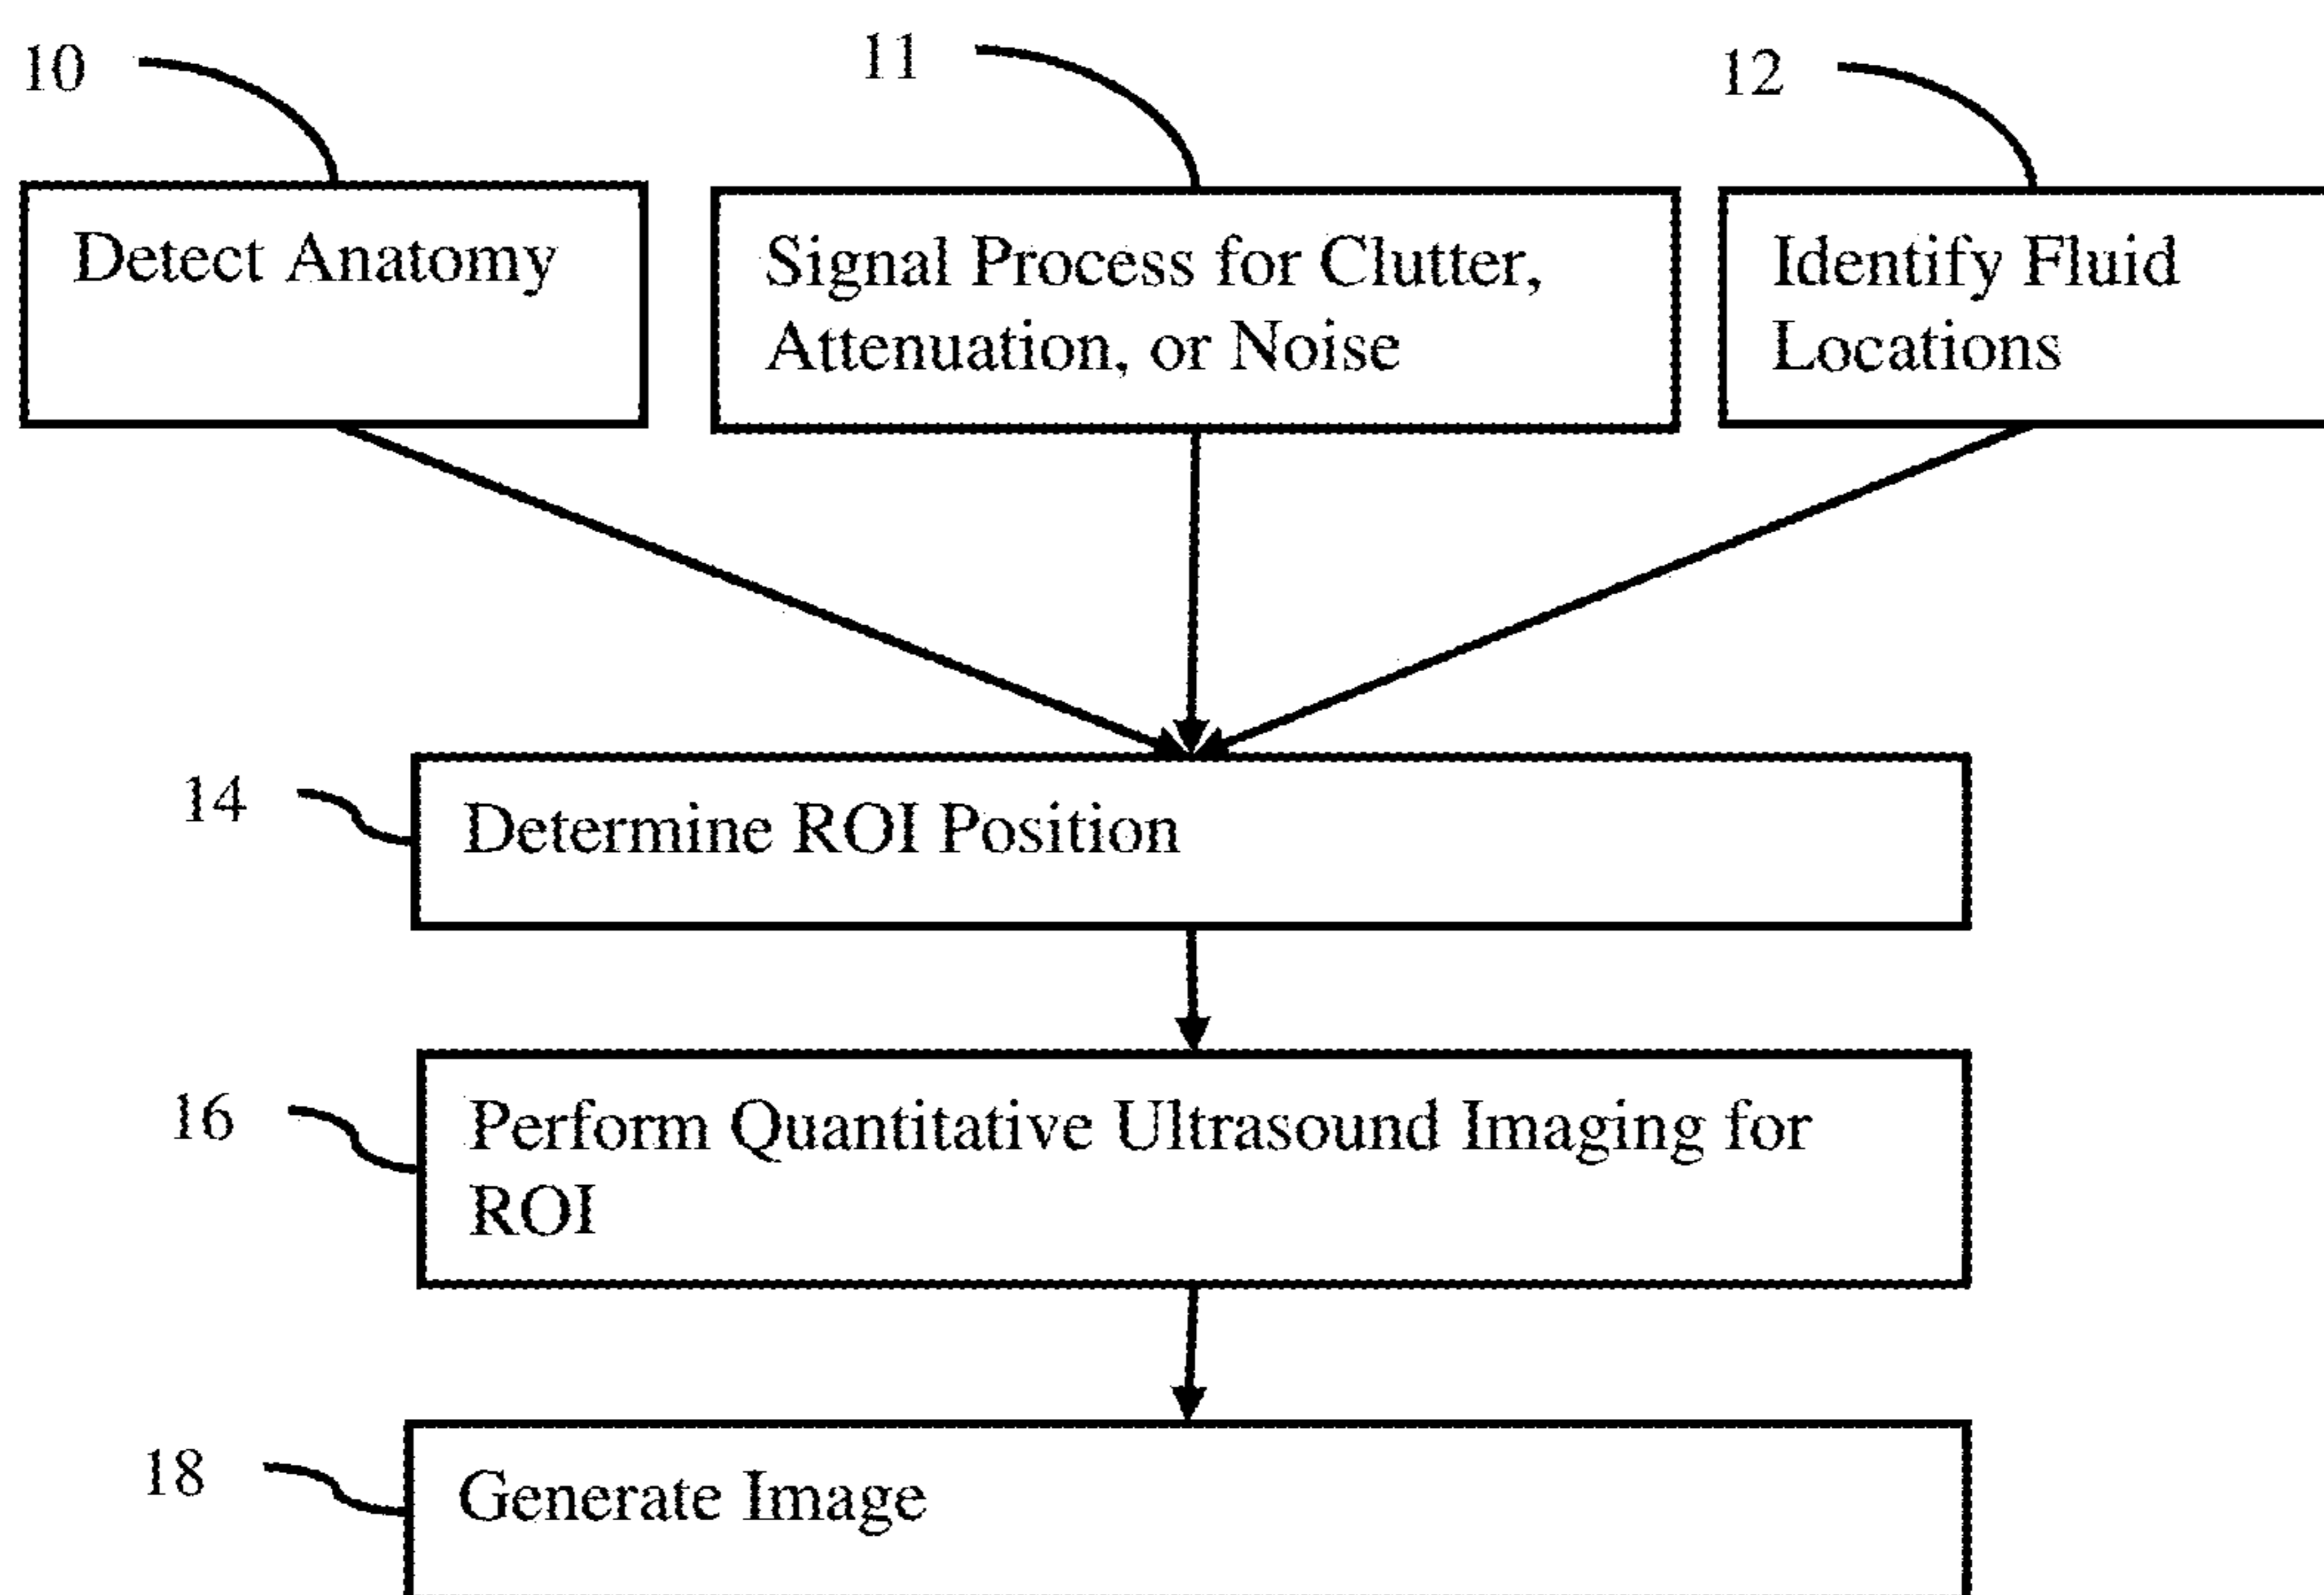 10
11
12
Detect Anatomy
Signal Process for Clutter,
Attenuation, or Noise
Identify Fluid
Locations
14
Determine ROI Position
16
Perform Quantitative Ultrasound Imaging for
ROI
18
Generate Image